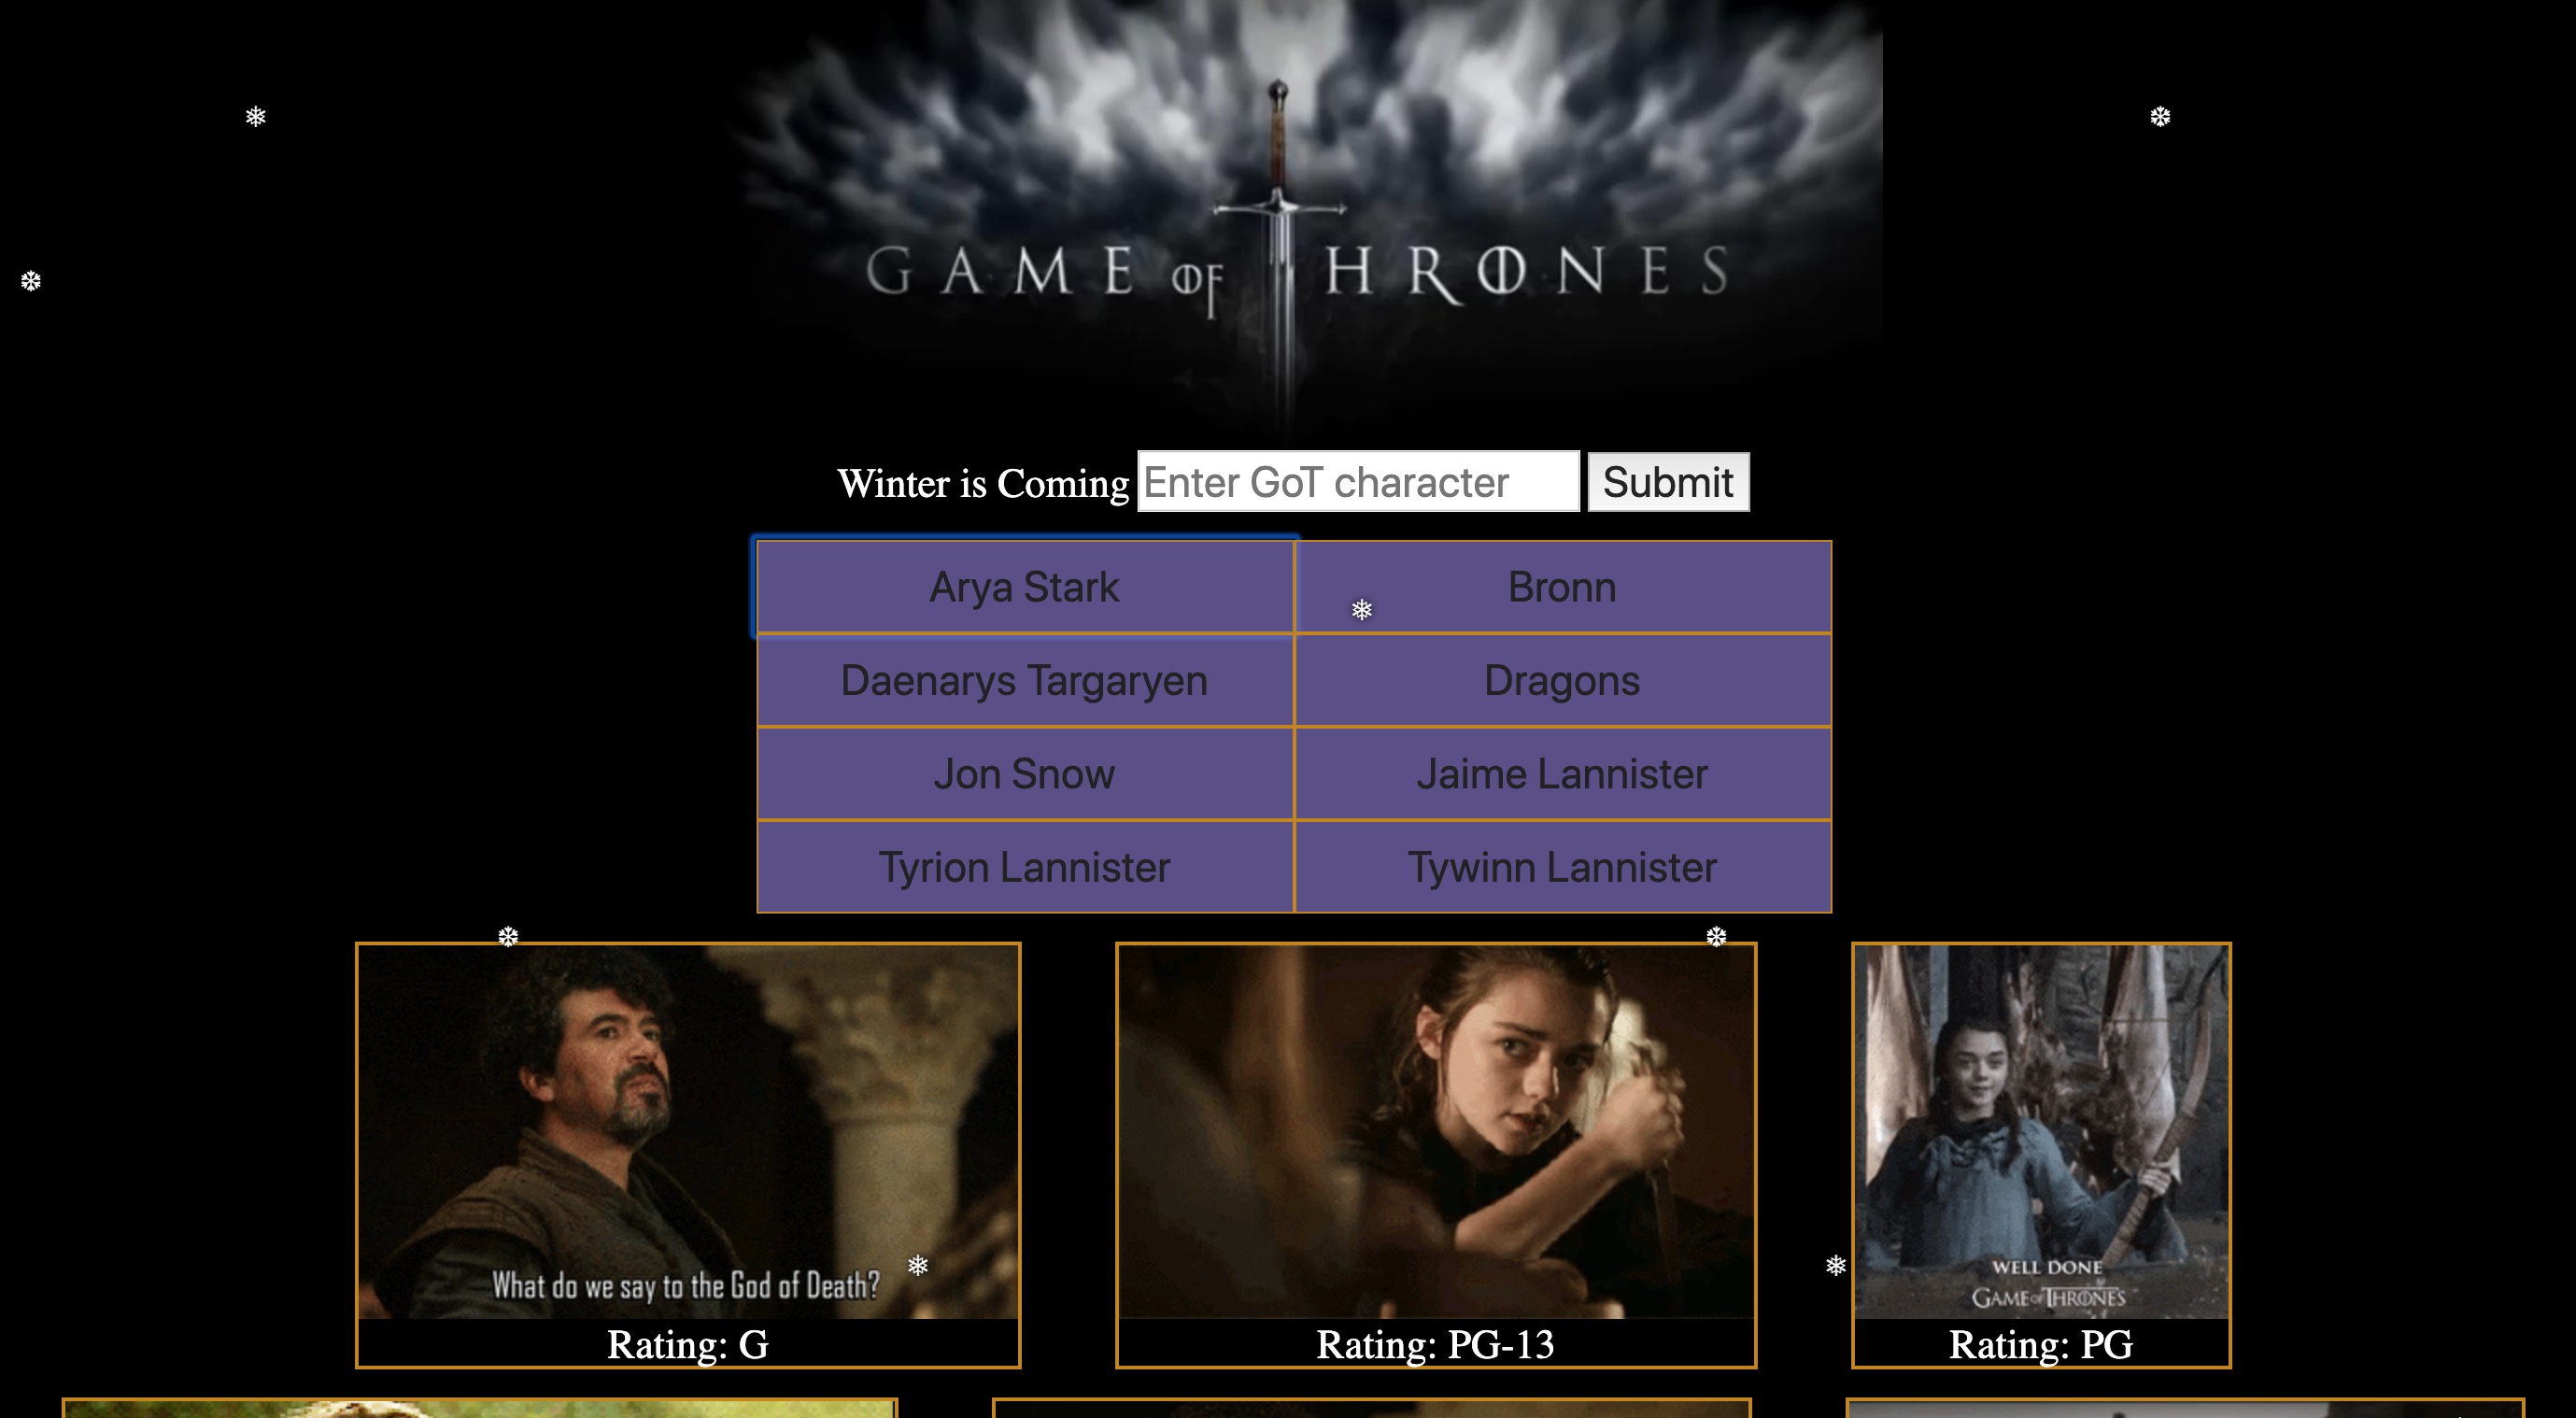 GAME OF THRONES
Winter is Coming Enter GoT character Submit
Arya Stark Bronn
Daenarys Targaryen Dragons
Jon Snow Jaime Lannister
Tyrion Lannister Tywinn Lannister
What do we say to the God of Death?
WELL DONE
GAME OF THRONES
Rating: G Rating: PG-13 Rating: PG